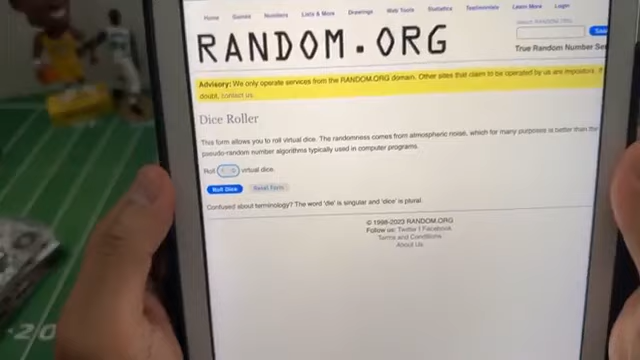 Home Games Numbers Lists & More Drawings Web Tools Statistics Testimonials Learn More Login
RANDOM.ORG
Search RANDOM.ORG
True Random Number Se
Advisory: We only operate services from the RANDOM.ORG domain. Other sites that claim to be operated by us are impostors. If
doubt, contact us.
Dice Roller
This form allows you to roll virtual dice. The randomness comes from atmospheric noise, which for many purposes is better than the
pseudo-random number algorithms typically used in computer programs.
Roll virtual dice.
Roll Dice Reset Form
Confused about terminology? The word 'die' is singular and 'dice' is plural.
© 1998-2023 RANDOM.ORG
Follow us: Twitter | Facebook
Terms and Conditions
About Us
20